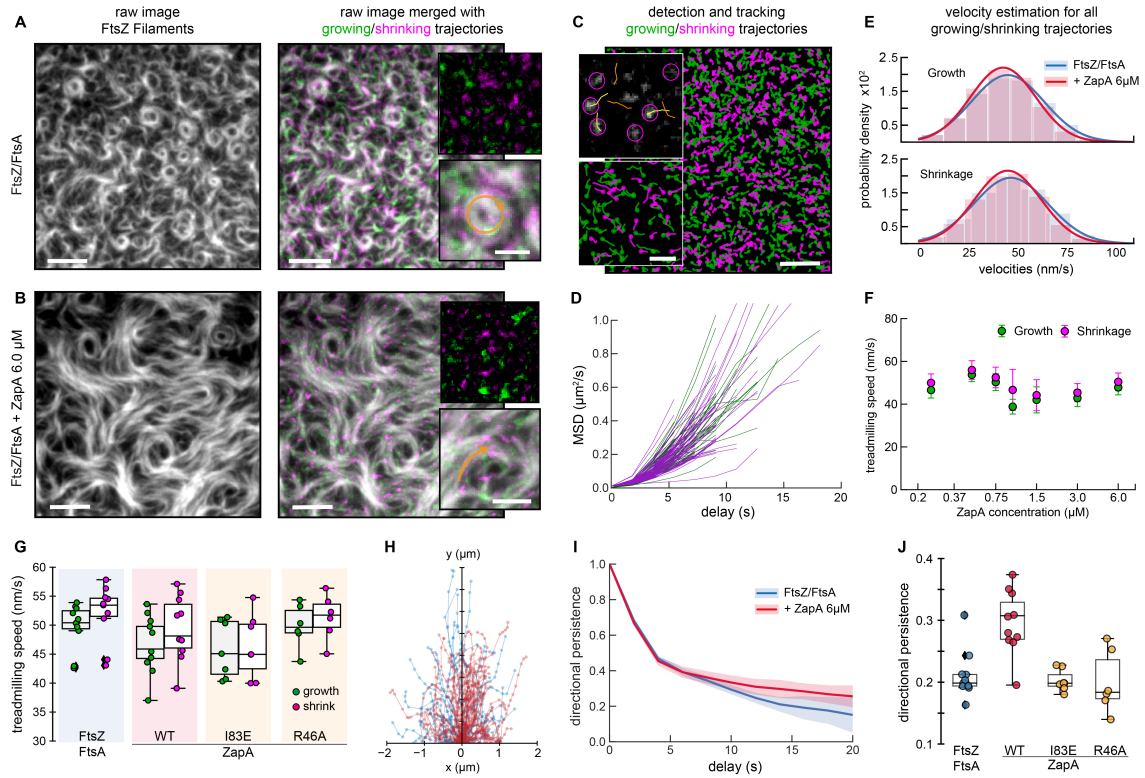 A
raw image
FtsZ Filaments
raw image merged with
growing/shrinking trajectories
FtsZ/FtsA
B
FtsZ/FtsA + ZapA 6.0 µM
C
detection and tracking
growing/shrinking trajectories
D
MSD (µm²/s)
1.0
0.8
0.6
0.4
0.2
0.0
0
5
10
15
20
delay (s)
E
velocity estimation for all
growing/shrinking trajectories
probability density x10²
Growth
FtsZ/FtsA
+ ZapA 6µM
2.5
1.5
0.5
Shrinkage
2.5
1.5
0.5
0
25
50
75
100
velocities (nm/s)
F
Growth
Shrinkage
treadmilling speed (nm/s)
80
60
40
20
0
0.2
0.37
0.75
1.5
3.0
6.0
ZapA concentration (µM)
G
treadmilling speed (nm/s)
60
55
50
45
40
35
30
growth
shrink
FtsZ
FtsA
WT
I83E
R46A
ZapA
H
y (µm)
−2
−1
0
1
2
x (µm)
I
directional persistence
1.0
0.8
0.6
0.4
0.2
0.0
FtsZ/FtsA
+ ZapA 6µM
0
5
10
15
20
delay (s)
J
directional persistence
0.4
0.3
0.2
0.1
FtsZ
FtsA
WT
I83E
R46A
ZapA